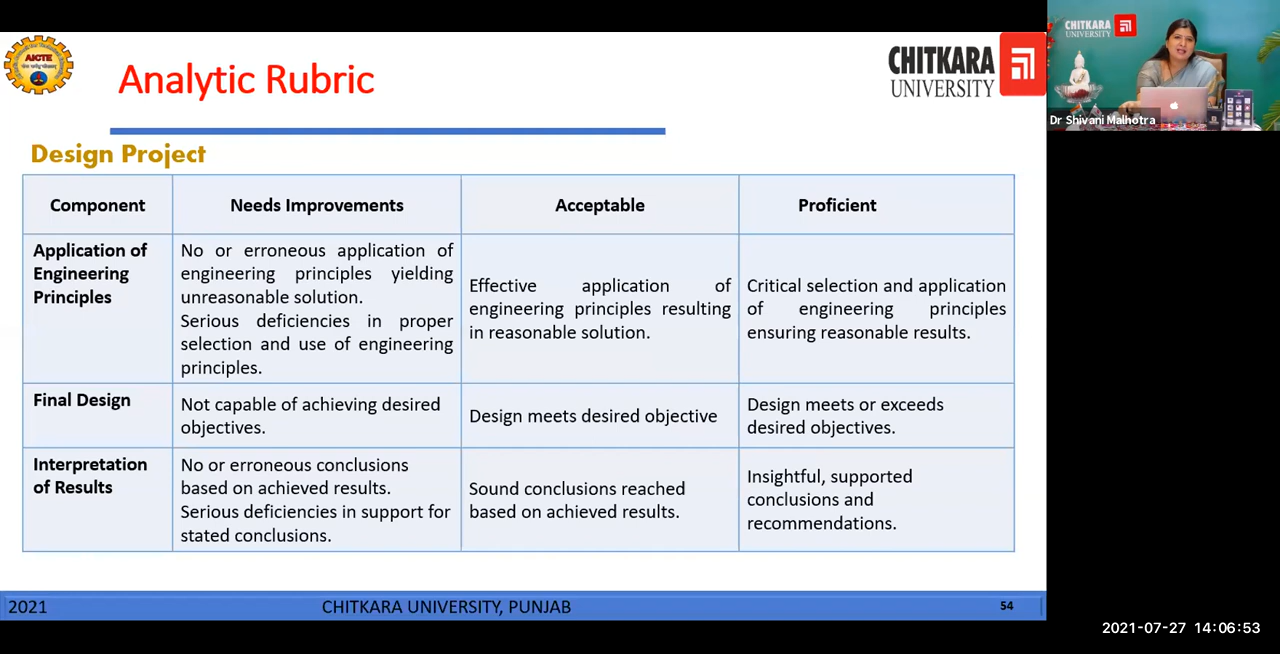 AICTE
Analytic Rubric
CHITKARA
UNIVERSITY
CHITKARA
UNIVERSITY
Dr Shivani Malhotra
Design Project
Component
Needs Improvements
Acceptable
Proficient
Application of
Engineering
Principles
No or erroneous application of
engineering principles yielding
unreasonable solution.
Serious deficiencies in proper
selection and use of engineering
principles.
Effective application of
engineering principles resulting
in reasonable solution.
Critical selection and application
of engineering principles
ensuring reasonable results.
Final Design
Not capable of achieving desired
objectives.
Design meets desired objective
Design meets or exceeds
desired objectives.
Interpretation
of Results
No or erroneous conclusions
based on achieved results.
Serious deficiencies in support for
stated conclusions.
Sound conclusions reached
based on achieved results.
Insightful, supported
conclusions and
recommendations.
2021
CHITKARA UNIVERSITY, PUNJAB
54
2021-07-27 14:06:53